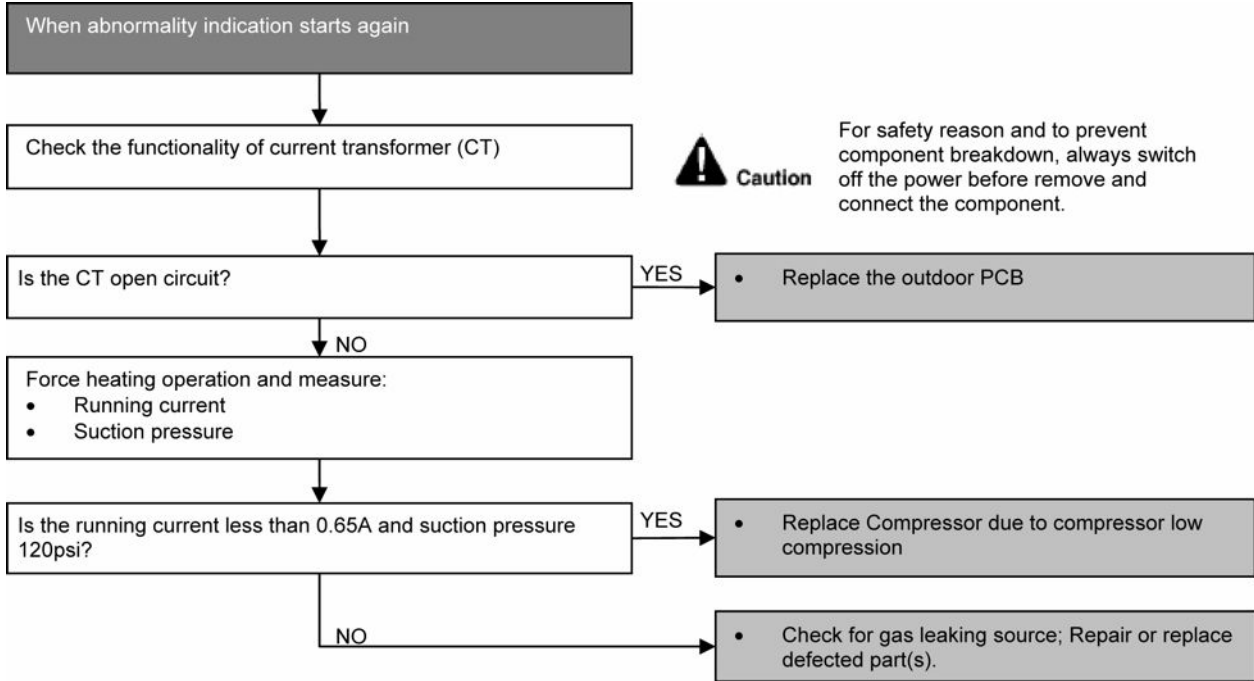 When abnormality indication starts again
Check the functionality of current transformer (CT)
Caution
For safety reason and to prevent
component breakdown, always switch
off the power before remove and
connect the component.
Is the CT open circuit?
YES
• Replace the outdoor PCB
NO
Force heating operation and measure:
• Running current
• Suction pressure
Is the running current less than 0.65A and suction pressure
120psi?
YES
• Replace Compressor due to compressor low
compression
NO
• Check for gas leaking source; Repair or replace
defected part(s).